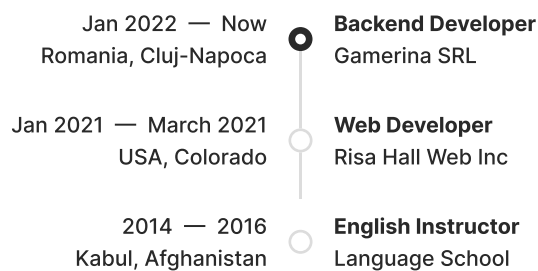 Jan 2022 — Now
Romania, Cluj-Napoca
Backend Developer
Gamerina SRL
Jan 2021 — March 2021
USA, Colorado
Web Developer
Risa Hall Web Inc
2014 — 2016
Kabul, Afghanistan
English Instructor
Language School